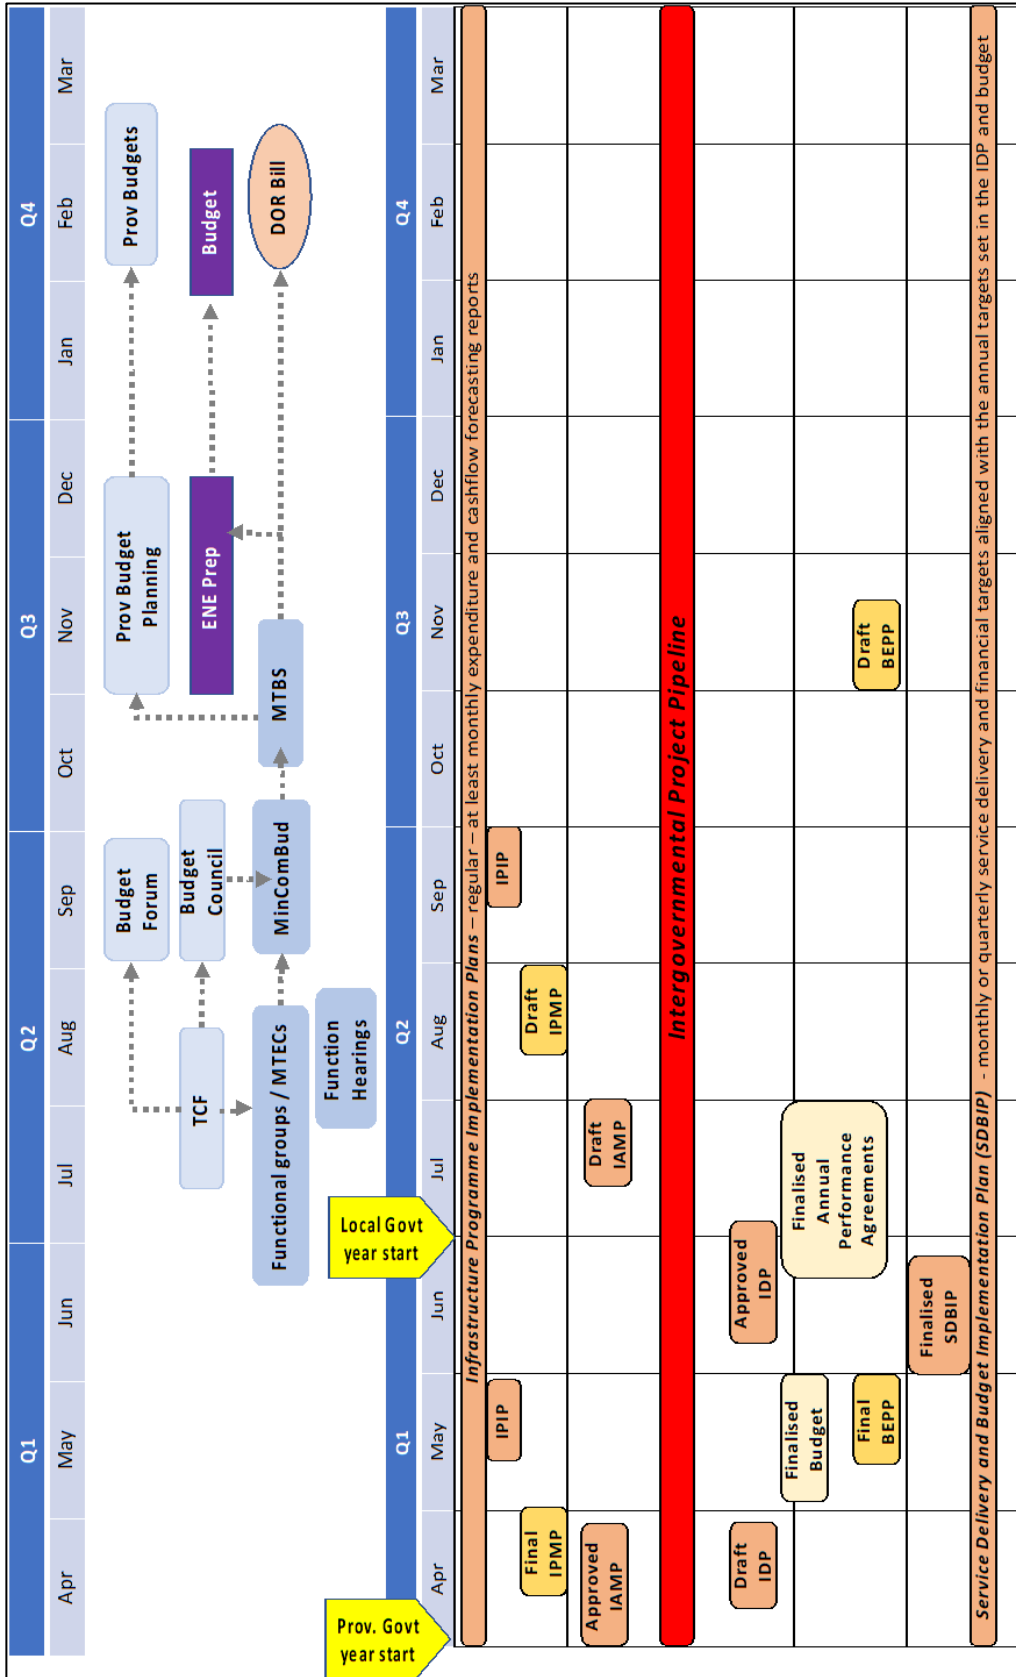 Q1
Q2
Q3
Q4
Apr
May
Jun
Jul
Aug
Sep
Oct
Nov
Dec
Jan
Feb
Mar
Budget
Forum
Prov Budget
Planning
Prov Budgets
TCF
Budget
Council
ENE Prep
Budget
Functional groups / MTECs
MinComBud
MTBS
DOR Bill
Function
Hearings
Prov. Govt
year start
Local Govt
year start
Q1
Q2
Q3
Q4
Apr
May
Jun
Jul
Aug
Sep
Oct
Nov
Dec
Jan
Feb
Mar
Infrastructure Programme Implementation Plans – regular – at least monthly expenditure and cashflow forecasting reports
IPIP
IPIP
Final
IPMP
Draft
IPMP
Approved
IAMP
Draft
IAMP
Intergovernmental Project Pipeline
Draft
IDP
Approved
IDP
Finalised
Budget
Finalised
Annual
Performance
Agreements
Final
BEPP
Draft
BEPP
Finalised
SDBIP
Service Delivery and Budget Implementation Plan (SDBIP) - monthly or quarterly service delivery and financial targets aligned with the annual targets set in the IDP and budget